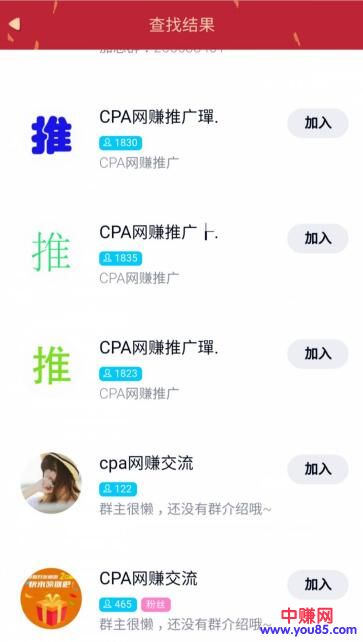 查找结果
推
CPA网赚推广璍.
加入
1830
CPA网赚推广
推
CPA网赚推广┟.
加入
1835
CPA网赚推广
推
CPA网赚推广璍.
加入
1823
CPA网赚推广
cpa网赚交流
加入
122
群主很懒，还没有群介绍哦~
CPA网赚交流
加入
465 粉丝
群主很懒，还没有群介绍哦~
中赚网
www.you85.com